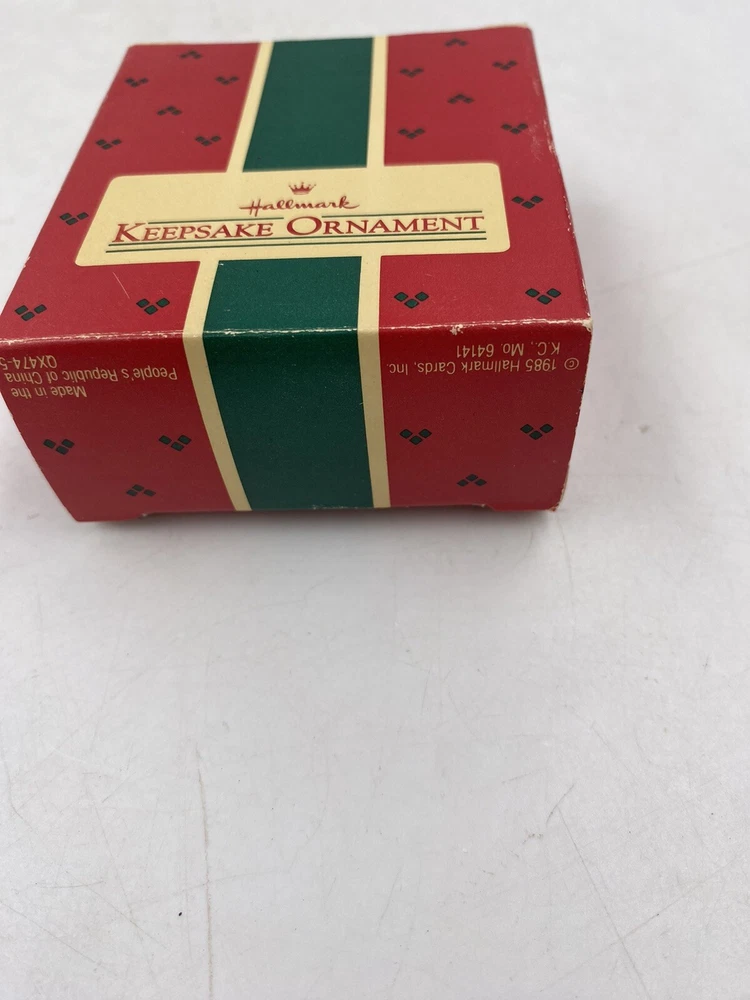 Hallmark
KEEPSAKE ORNAMENT
© 1985 Hallmark Cards, Inc.
K.C., Mo. 64141
Made in the
People's Republic of China
QX474-5